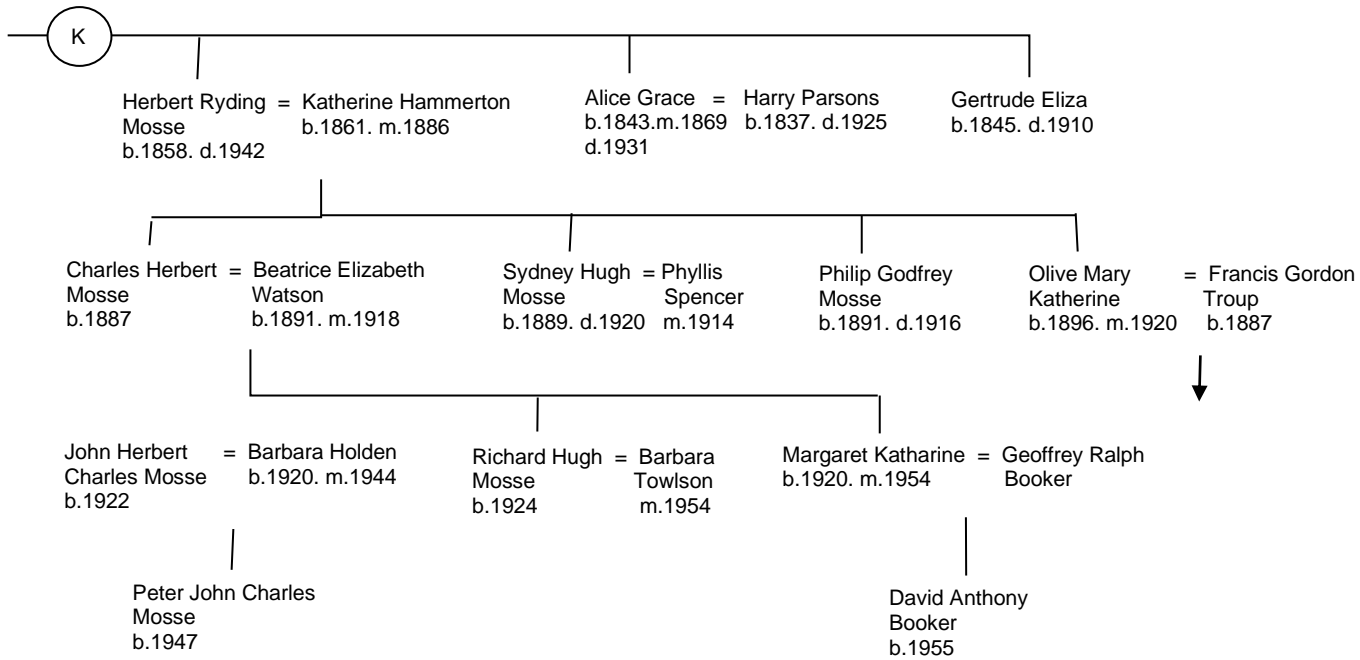 K
Herbert Ryding = Katherine Hammerton
Mosse b.1861. m.1886
b.1858. d.1942
Alice Grace = Harry Parsons
b.1843.m.1869 b.1837. d.1925
d.1931
Gertrude Eliza
b.1845. d.1910
Charles Herbert = Beatrice Elizabeth
Mosse Watson
b.1887 b.1891. m.1918
Sydney Hugh = Phyllis
Mosse Spencer
b.1889. d.1920 m.1914
Philip Godfrey
Mosse
b.1891. d.1916
Olive Mary = Francis Gordon
Katherine Troup
b.1896. m.1920 b.1887
John Herbert = Barbara Holden
Charles Mosse b.1920. m.1944
b.1922
Richard Hugh = Barbara
Mosse Towlson
b.1924 m.1954
Margaret Katharine = Geoffrey Ralph
b.1920. m.1954 Booker
Peter John Charles
Mosse
b.1947
David Anthony
Booker
b.1955